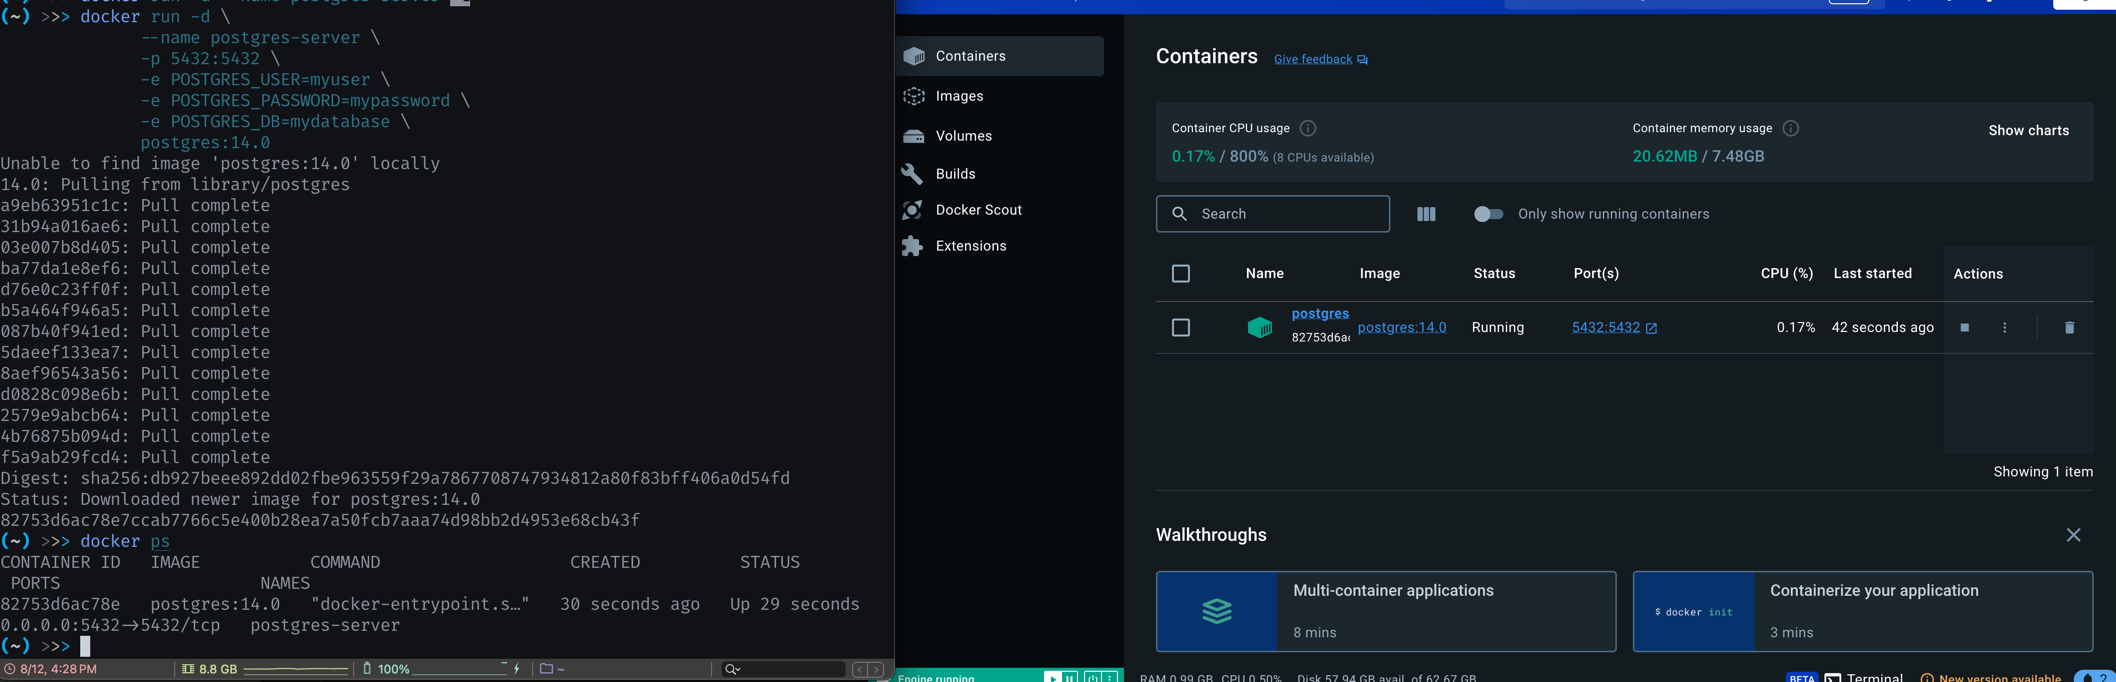 (~) >>> docker run -d \
--name postgres-server \
-p 5432:5432 \
-e POSTGRES_USER=myuser \
-e POSTGRES_PASSWORD=mypassword \
-e POSTGRES_DB=mydatabase \
postgres:14.0
Unable to find image 'postgres:14.0' locally
14.0: Pulling from library/postgres
a9eb63951c1c: Pull complete
31b94a016ae6: Pull complete
03e007b8d405: Pull complete
ba77da1e8ef6: Pull complete
d76e0c23ff0f: Pull complete
b5a464f946a5: Pull complete
087b40f941ed: Pull complete
5daeef133ea7: Pull complete
8aef96543a56: Pull complete
d0828c098e6b: Pull complete
2579e9abcb64: Pull complete
4b76875b094d: Pull complete
f5a9ab29fcd4: Pull complete
Digest: sha256:db927beee892dd02fbe963559f29a7867708747934812a80f83bff406a0d54fd
Status: Downloaded newer image for postgres:14.0
82753d6ac78e7ccab7766c5e400b28ea7a50fcb7aaa74d98bb2d4953e68cb43f
(~) >>> docker ps
CONTAINER ID IMAGE COMMAND CREATED STATUS
PORTS NAMES
82753d6ac78e postgres:14.0 "docker-entrypoint.s…" 30 seconds ago Up 29 seconds
0.0.0.0:5432->5432/tcp postgres-server
(~) >>>
8/12, 4:28 PM 8.8 GB 100% ~
Containers
Images
Volumes
Builds
Docker Scout
Extensions
Engine running
Containers Give feedback
Container CPU usage
0.17% / 800% (8 CPUs available)
Container memory usage
20.62MB / 7.48GB
Show charts
Search
Only show running containers
Name Image Status Port(s) CPU (%) Last started Actions
postgres
82753d6a
postgres:14.0 Running 5432:5432 0.17% 42 seconds ago
Showing 1 item
Walkthroughs
Multi-container applications
8 mins
$ docker init
Containerize your application
3 mins
RAM 0.99 GB CPU 0.50% Disk 57.94 GB avail. of 62.67 GB
BETA Terminal New version available 2